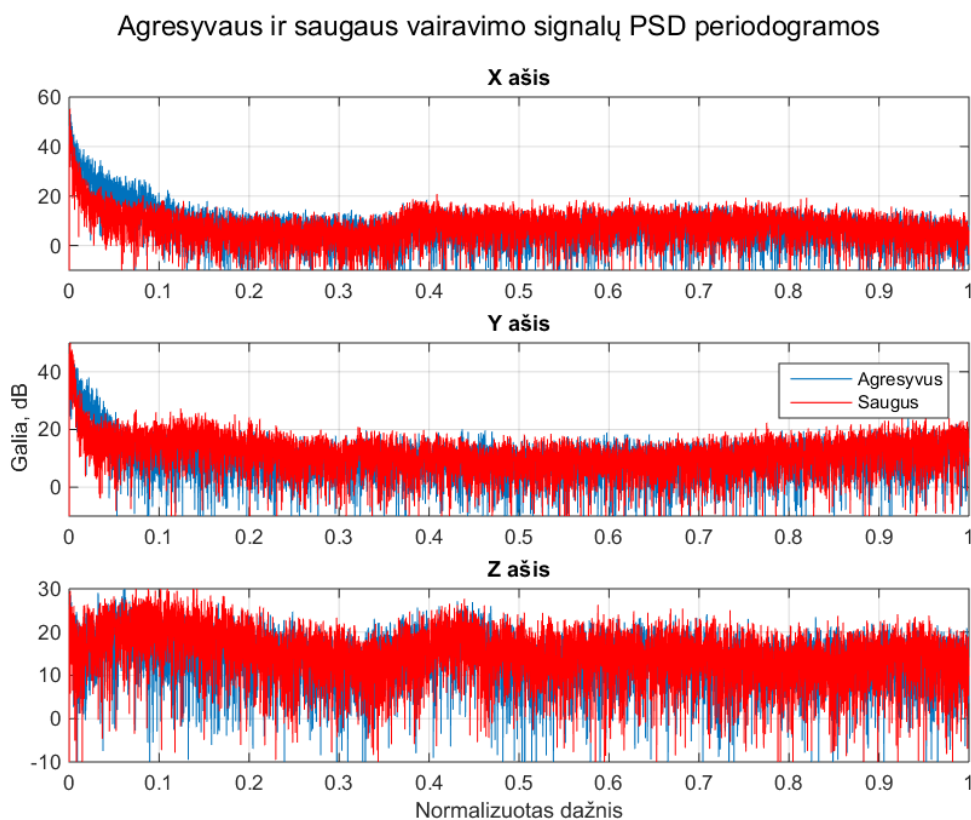 Agresyvaus ir saugaus vairavimo signalų PSD periodogramos
X ašis
60
40
20
0
0 0.1 0.2 0.3 0.4 0.5 0.6 0.7 0.8 0.9 1
Y ašis
Galia, dB
40
20
0
Agresyvus
Saugus
0 0.1 0.2 0.3 0.4 0.5 0.6 0.7 0.8 0.9 1
Z ašis
30
20
10
0
-10
0 0.1 0.2 0.3 0.4 0.5 0.6 0.7 0.8 0.9 1
Normalizuotas dažnis